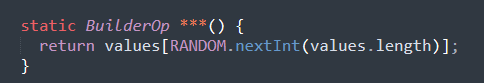 static BuilderOp ***() {
return values[RANDOM.nextInt(values.length)];
}